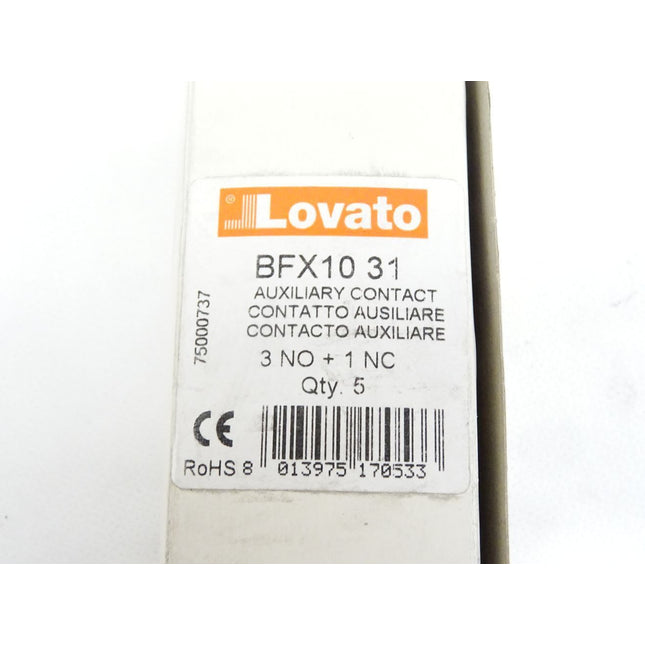 ® Lovato
BFX10 31
AUXILIARY CONTACT
CONTATTO AUSILIARE
CONTACTO AUXILIARE
3 NO + 1 NC
Qty. 5
75000737
CE
RoHS 8 013975 170533